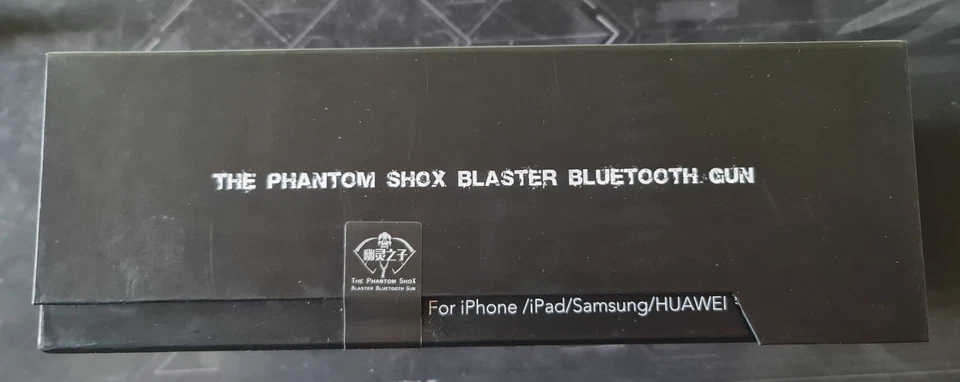 THE PHANTOM SHOX BLASTER BLUETOOTH GUN
幽灵之子
THE PHANTOM SHOX
BLASTER BLUETOOTH GUN
For iPhone /iPad/Samsung/HUAWEI